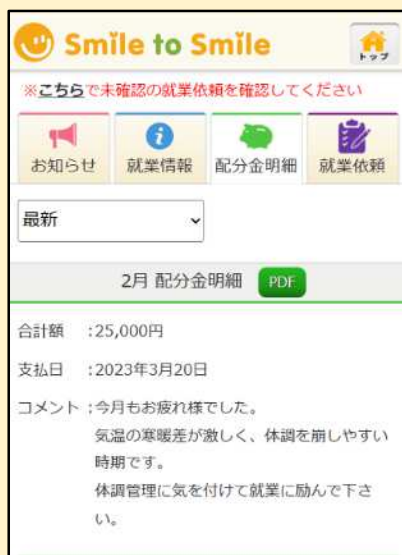 Smile to Smile
トップ
※こちらで未確認の就業依頼を確認してください
お知らせ 就業情報 配分金明細 就業依頼
最新
2月 配分金明細 PDF
合計額 :25,000円
支払日 :2023年3月20日
コメント :今月もお疲れ様でした。
気温の寒暖差が激しく、体調を崩しやすい
時期です。
体調管理に気を付けて就業に励んで下さ
い。